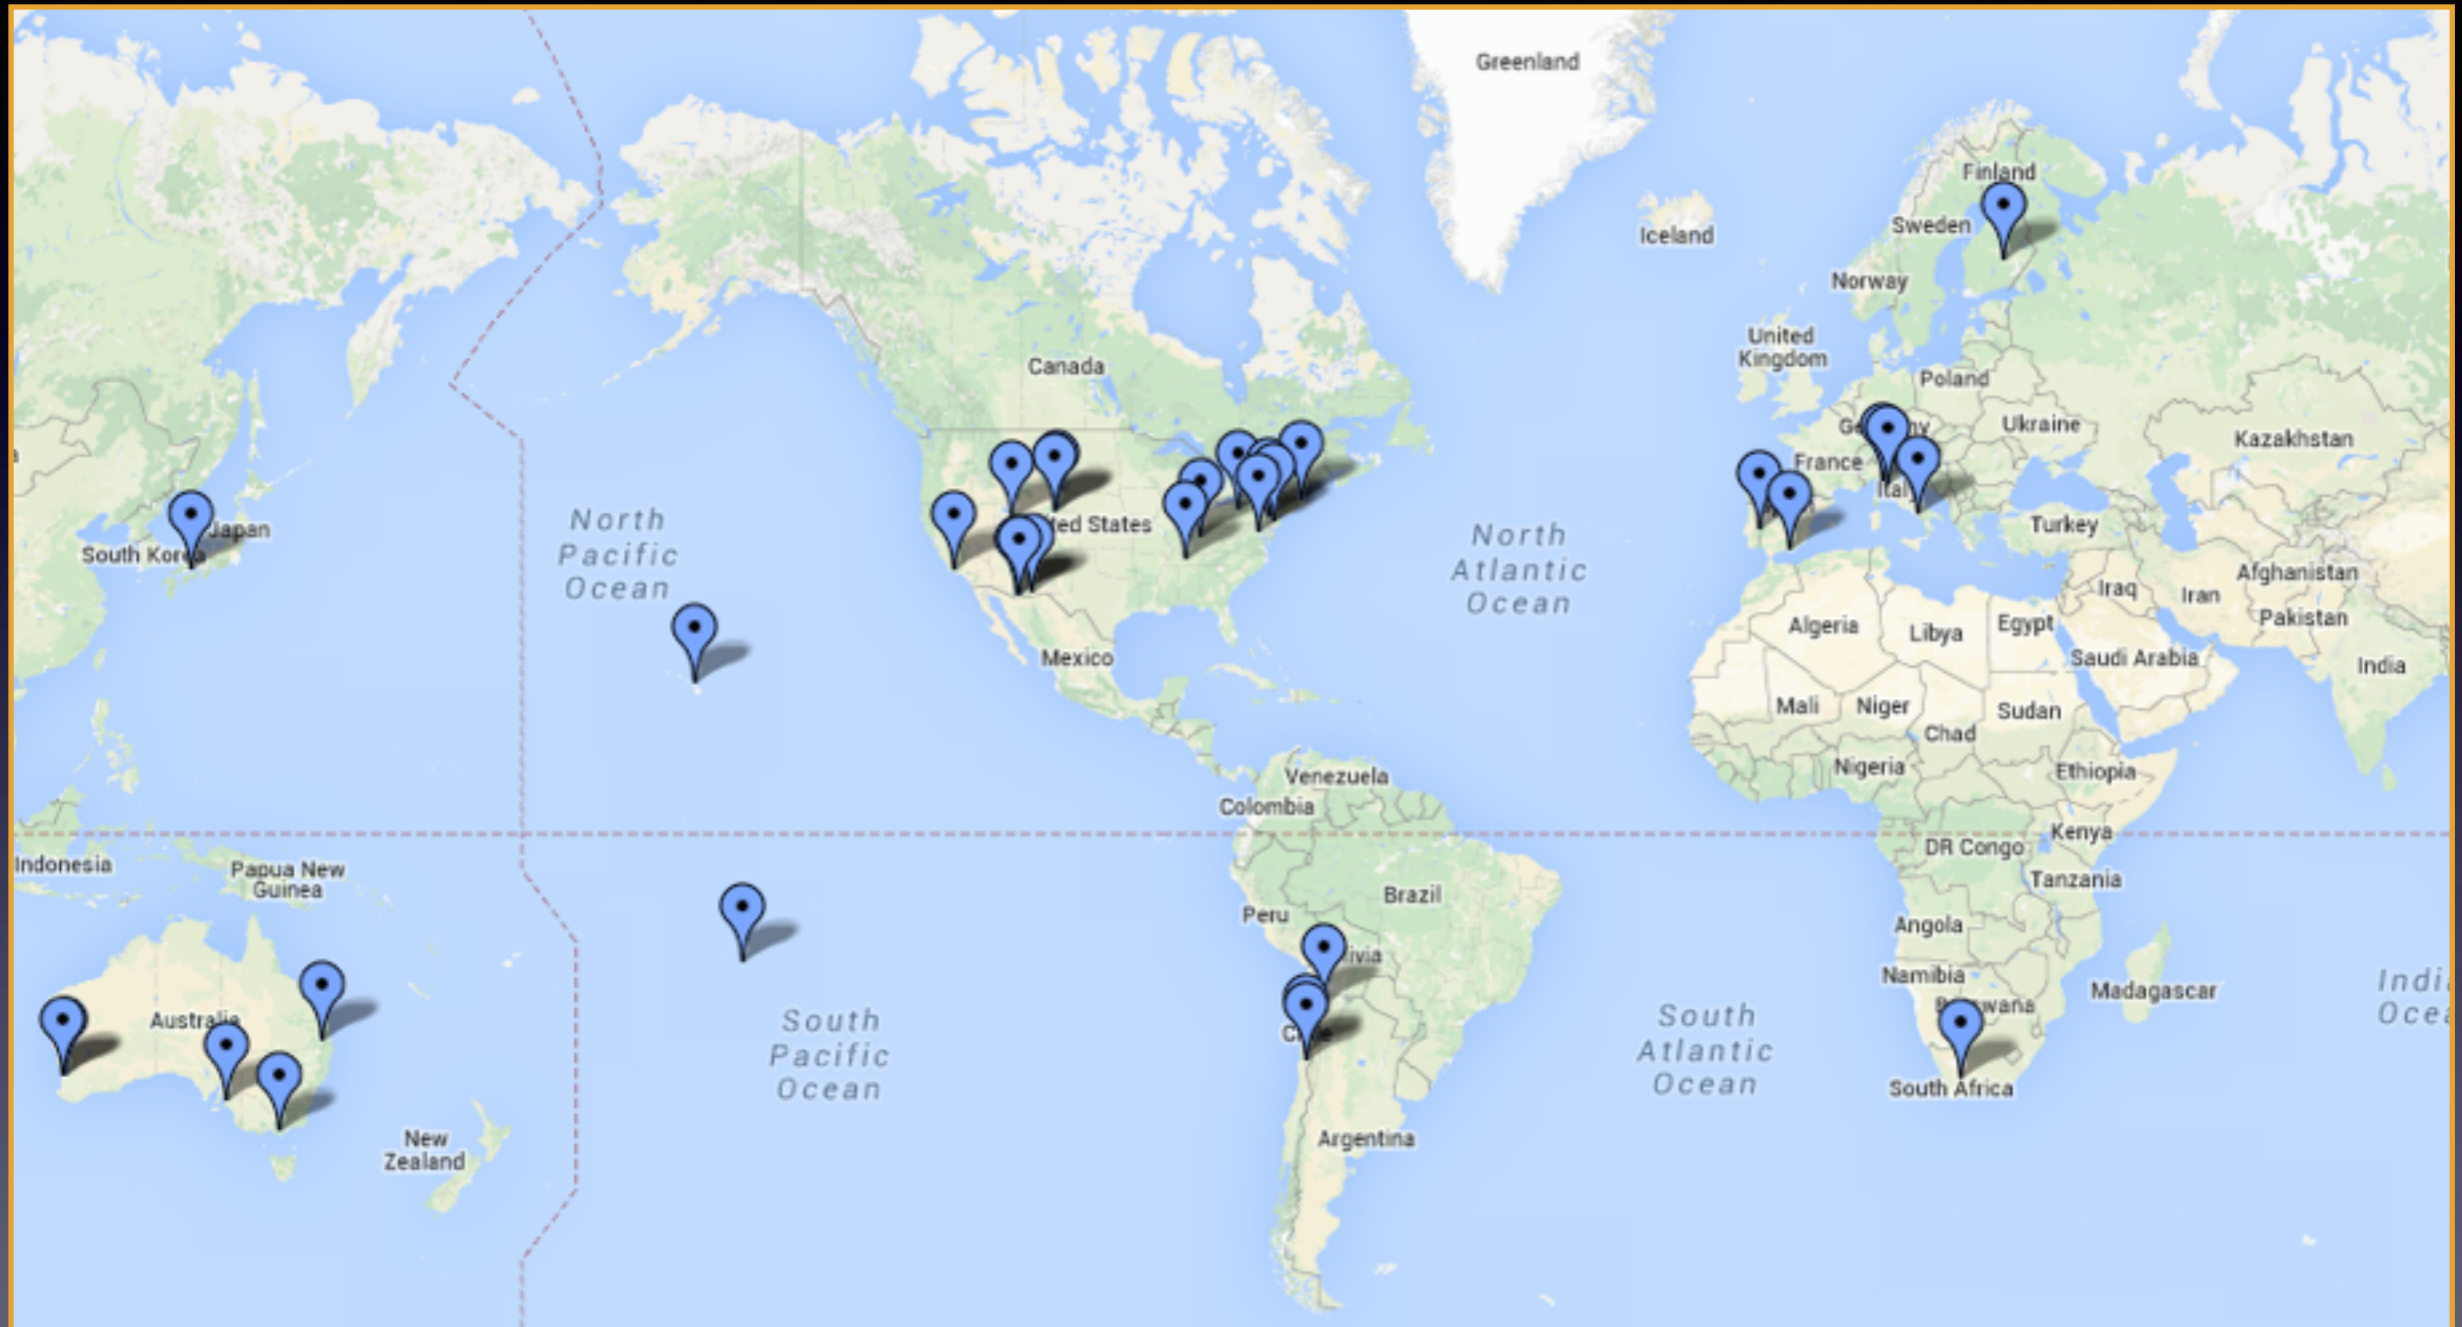 Greenland
Finland
Iceland
Sweden
Norway
United
Kingdom
Canada
Poland
Ukraine
Kazakhstan
France
North
Pacific
Ocean
Japan
South Korea
ted States
North
Atlantic
Ocean
Turkey
Afghanistan
Iraq
Iran
Pakistan
Algeria
Libya
Egypt
Saudi Arabia
India
Mexico
Mali
Niger
Sudan
Chad
Nigeria
Ethiopia
Venezuela
Colombia
Kenya
DR Congo
Tanzania
Indonesia
Papua New
Guinea
Brazil
Peru
Angola
ivia
Namibia
Madagascar
Australia
South
Pacific
Ocean
South
Atlantic
Ocean
South Africa
New
Zealand
Argentina